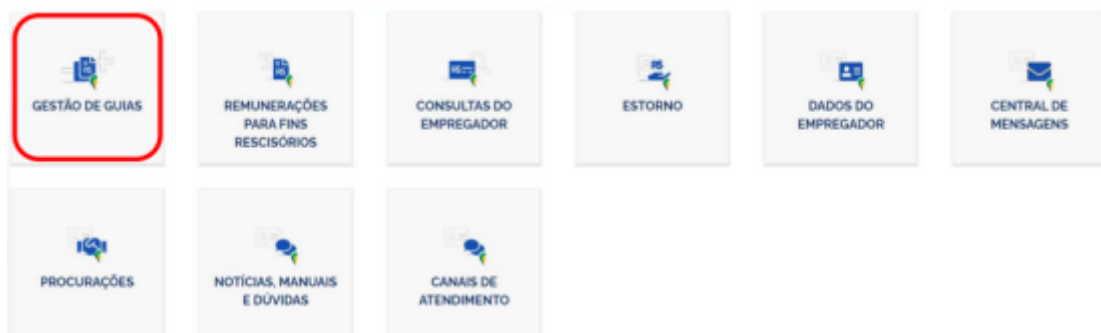 GESTÃO DE GUIAS
REMUNERAÇÕES
PARA FINS
RESCISÓRIOS
CONSULTAS DO
EMPREGADOR
ESTORNO
DADOS DO
EMPREGADOR
CENTRAL DE
MENSAGENS
PROCURAÇÕES
NOTÍCIAS, MANUAIS
E DÚVIDAS
CANAIS DE
ATENDIMENTO